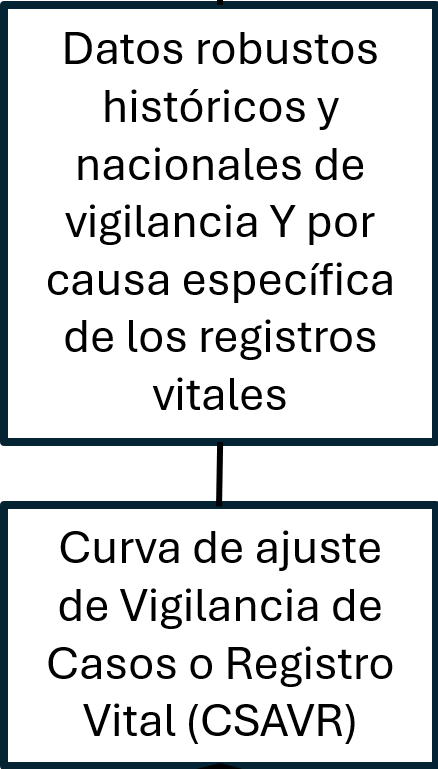 Datos robustos
históricos y
nacionales de
vigilancia Y por
causa específica
de los registros
vitales
Curva de ajuste
de Vigilancia de
Casos o Registro
Vital (CSAVR)